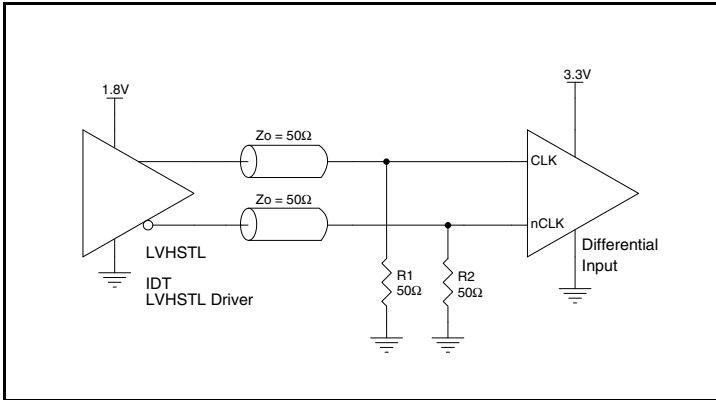 1.8V
3.3V
Zo = 50Ω
CLK
Zo = 50Ω
nCLK
LVHSTL
IDT
LVHSTL Driver
Differential
Input
R1
50Ω
R2
50Ω